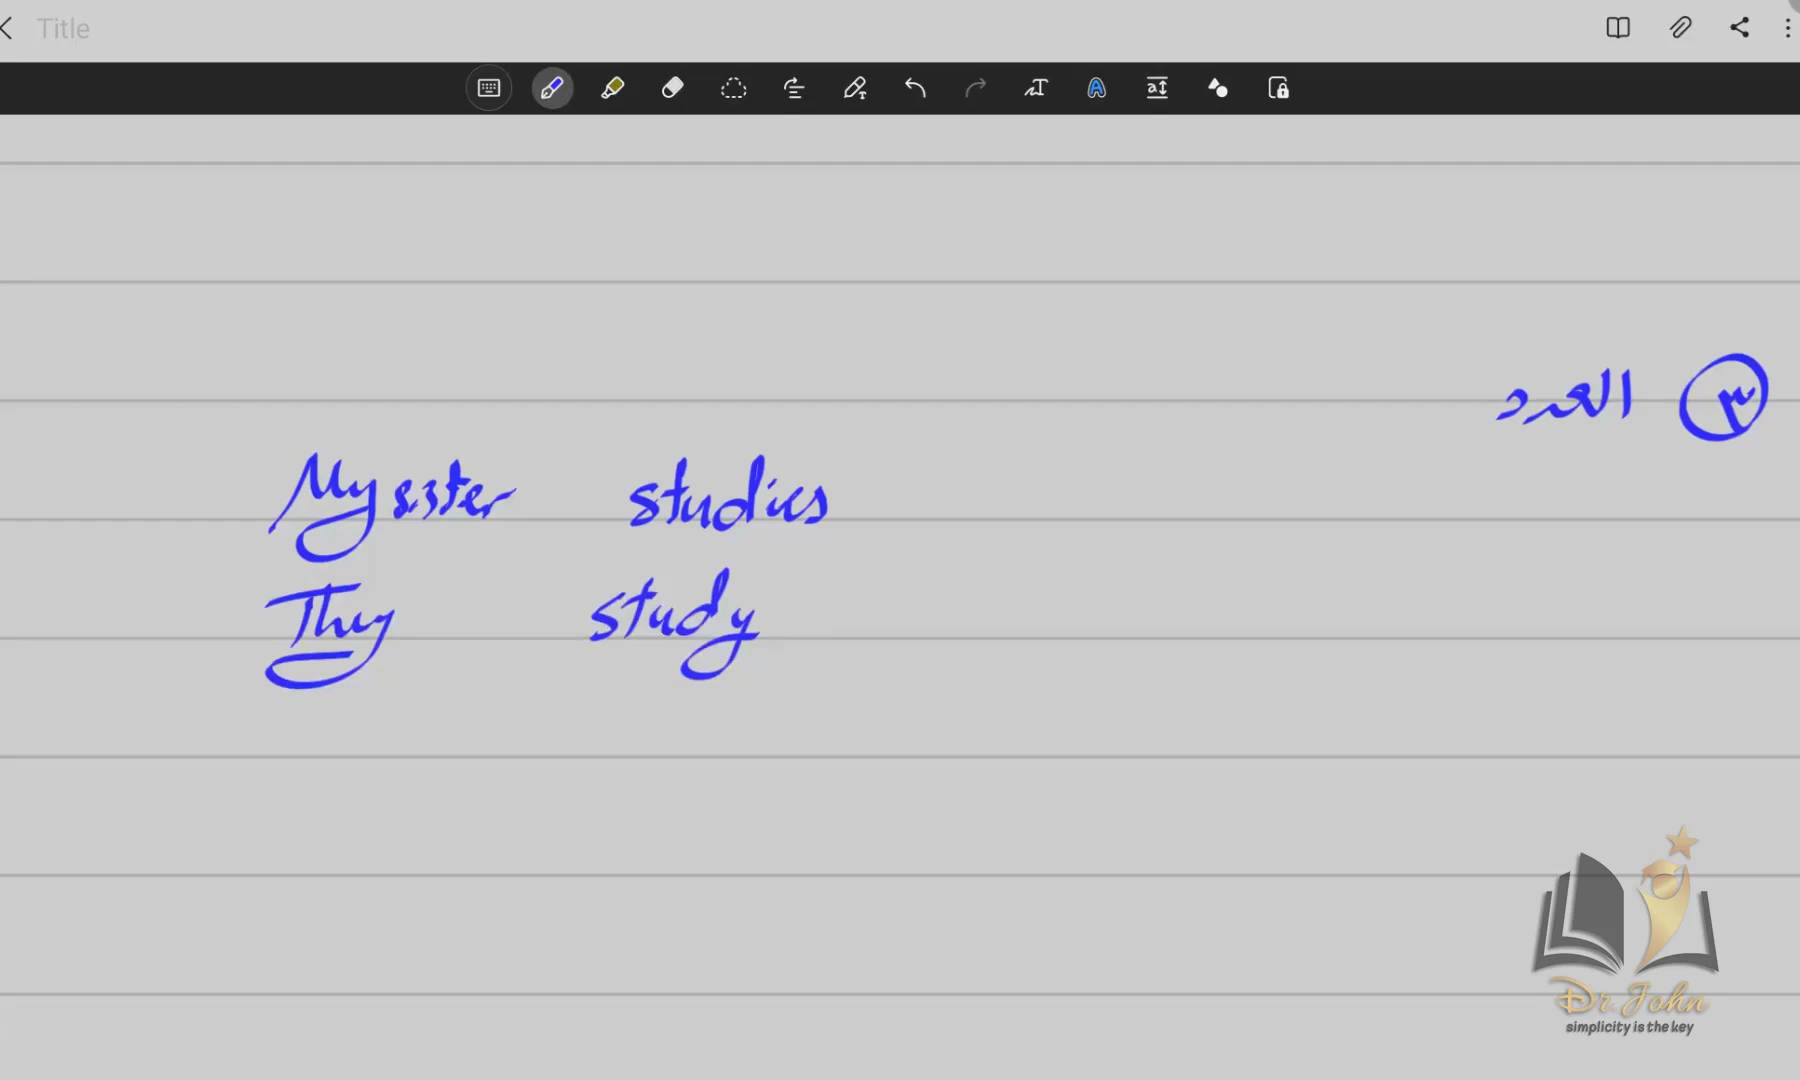 Title
٣ العدد
My sister studies
They study
Dr. John
simplicity is the key